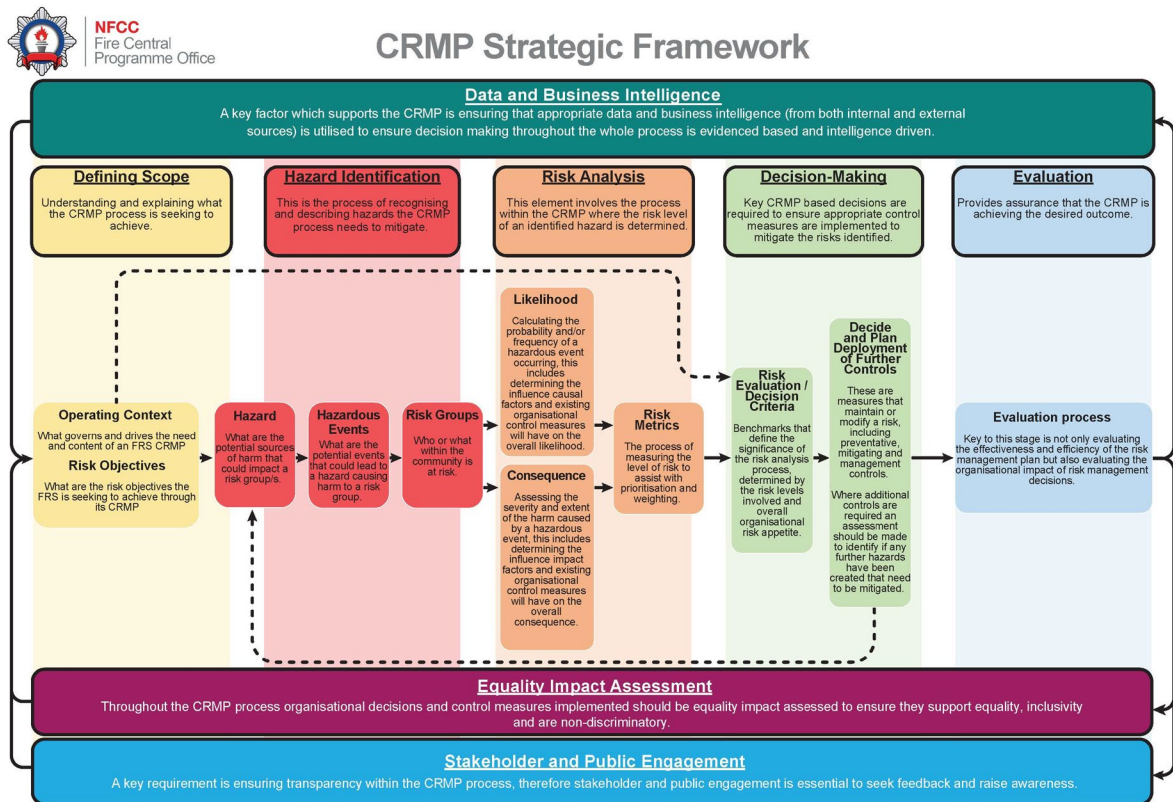 NFCC
Fire Central
Programme Office
CRMP Strategic Framework
Data and Business Intelligence
A key factor which supports the CRMP is ensuring that appropriate data and business intelligence (from both internal and external
sources) is utilised to ensure decision making throughout the whole process is evidenced based and intelligence driven.
Defining Scope
Understanding and explaining what
the CRMP process is seeking to
achieve.
Hazard Identification
This is the process of recognising
and describing hazards the CRMP
process needs to mitigate.
Risk Analysis
This element involves the process
within the CRMP where the risk level
of an identified hazard is determined.
Decision-Making
Key CRMP based decisions are
required to ensure appropriate control
measures are implemented to
mitigate the risks identified.
Evaluation
Provides assurance that the CRMP is
achieving the desired outcome.
Operating Context
What governs and drives the need
and content of an FRS CRMP
Risk Objectives
What are the risk objectives the
FRS is seeking to achieve through
its CRMP
Hazard
What are the
potential sources
of harm that
could impact a
risk group/s.
Hazardous
Events
What are the
potential events
that could lead to
a hazard causing
harm to a risk
group.
Risk Groups
Who or what
within the
community is
at risk.
Likelihood
Calculating the
probability and/or
frequency of a
hazardous event
occurring, this
includes
determining the
influence causal
factors and existing
organisational
control measures
will have on the
overall likelihood.
Consequence
Assessing the
severity and extent
of the harm caused
by a hazardous
event, this includes
determining the
influence impact
factors and existing
organisational
control measures
will have on the
overall
consequence.
Risk
Metrics
The process of
measuring the
level of risk to
assist with
prioritisation and
weighting.
Risk
Evaluation /
Decision
Criteria
Benchmarks that
define the
significance of
the risk analysis
process,
determined by
the risk levels
involved and
overall
organisational
risk appetite.
Decide
and Plan
Deployment
of Further
Controls
These are
measures that
maintain or
modify a risk,
including
preventative,
mitigating and
management
controls.
Where additional
controls are
required an
assessment
should be made
to identify if any
further hazards
have been
created that need
to be mitigated.
Evaluation process
Key to this stage is not only evaluating
the effectiveness and efficiency of the
risk management plan but also evaluating
the organisational impact of risk management
decisions.
Equality Impact Assessment
Throughout the CRMP process organisational decisions and control measures implemented should be equality impact assessed to ensure they support equality, inclusivity
and are non-discriminatory.
Stakeholder and Public Engagement
A key requirement is ensuring transparency within the CRMP process, therefore stakeholder and public engagement is essential to seek feedback and raise awareness.